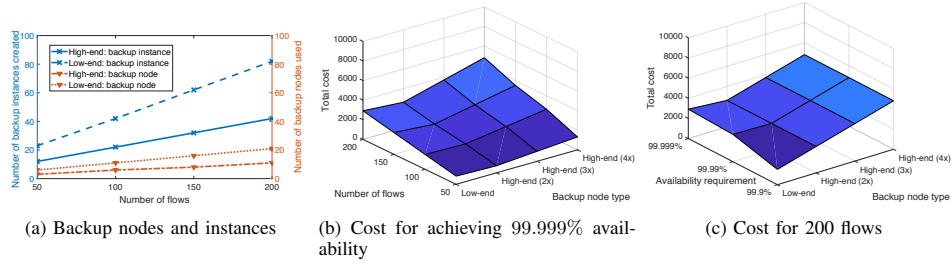 100
80
60
40
20
0
Number of backup instances created
High-end: backup instance
Low-end: backup instance
High-end: backup node
Low-end: backup node
100
80
60
40
20
0
Number of backup nodes used
50
100
150
200
Number of flows
(a) Backup nodes and instances
10000
8000
6000
4000
2000
0
Total cost
200
150
100
50
Number of flows
Low-end
High-end (2x)
High-end (3x)
High-end (4x)
Backup node type
(b) Cost for achieving 99.999% avail-
ability
10000
8000
6000
4000
2000
0
Total cost
99.999%
99.99%
99.9%
Availability requirement
Low-end
High-end (2x)
High-end (3x)
High-end (4x)
Backup node type
(c) Cost for 200 flows